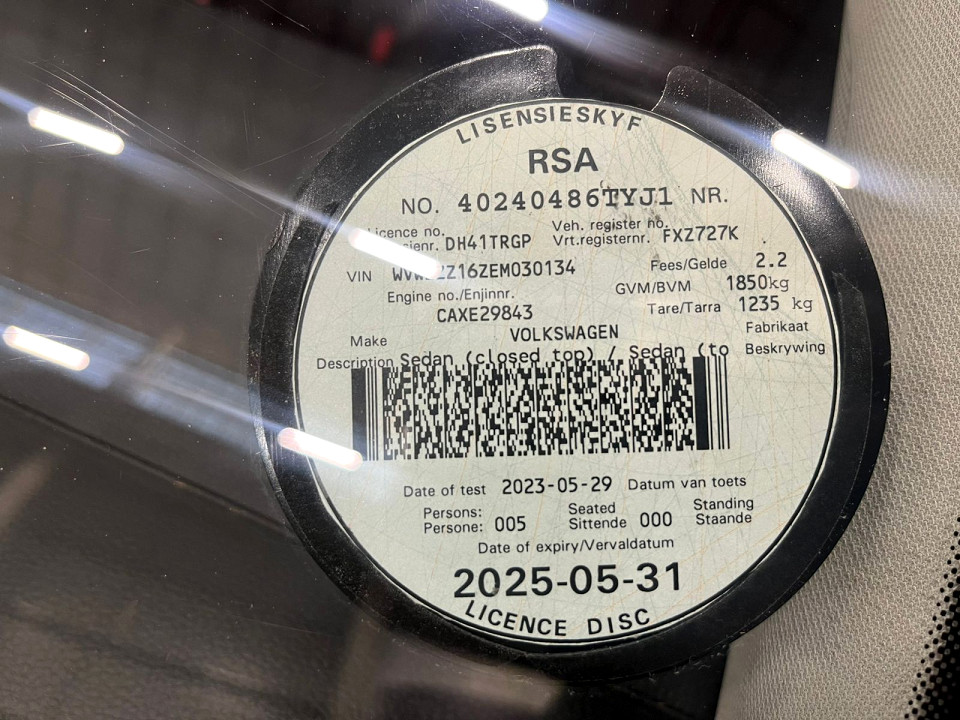 LISENSIESKYF
RSA
NO. 40240486TYJ1 NR.
Licence no. DH41TRGP Veh. register no. FXZ727K
Vrt.registernr.
VIN Fees/Gelde 2.2
Engine no./Enjinnr. GVM/BVM 1850kg
CAXE29843 Tare/Tarra 1235 kg
Make VOLKSWAGEN Fabrikaat
Description Sedan (closed top) / Sedan (to Beskrywing
Date of test 2023-05-29 Datum van toets
Persons: Seated Standing
Persone: 005 Sittende 000 Staande
Date of expiry/Vervaldatum
2025-05-31
LICENCE DISC